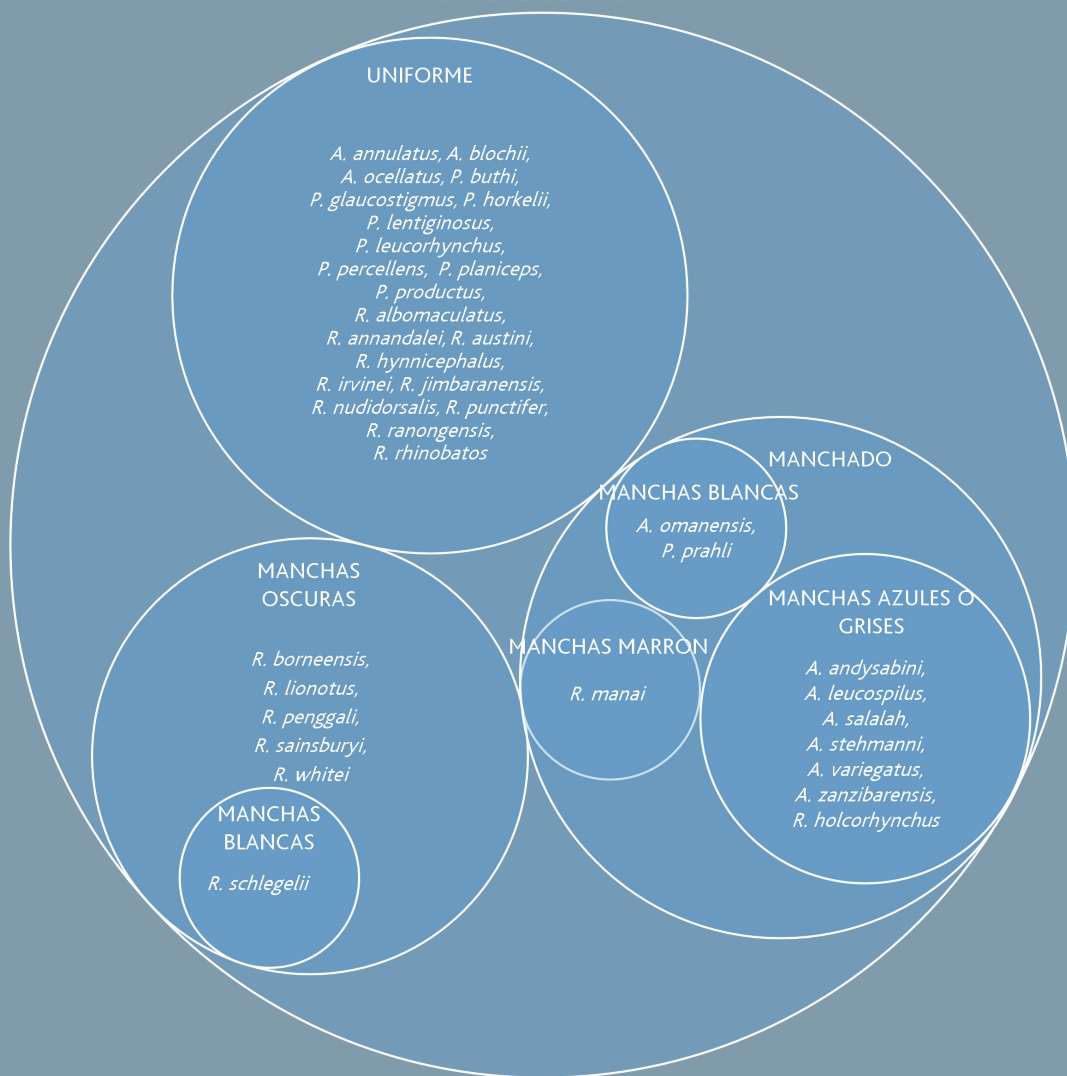 UNIFORME
A. annulatus, A. blochii,
A. ocellatus, P. buthi,
P. glaucostigmus, P. horkelii,
P. lentiginosus,
P. leucorhynchus,
P. percellens, P. planiceps,
P. productus,
R. albomaculatus,
R. annandalei, R. austini,
R. hynnicephalus,
R. irvinei, R. jimbaranensis,
R. nudidorsalis, R. punctifer,
R. ranongensis,
R. rhinobatos
MANCHADO
MANCHAS BLANCAS
A. omanensis,
P. prahli
MANCHAS MARRON
R. manai
MANCHAS AZULES O
GRISES
A. andysabini,
A. leucospilus,
A. salalah,
A. stehmanni,
A. variegatus,
A. zanzibarensis,
R. holcorhynchus
MANCHAS
OSCURAS
R. borneensis,
R. lionotus,
R. penggali,
R. sainsburyi,
R. whitei
MANCHAS
BLANCAS
R. schlegelii